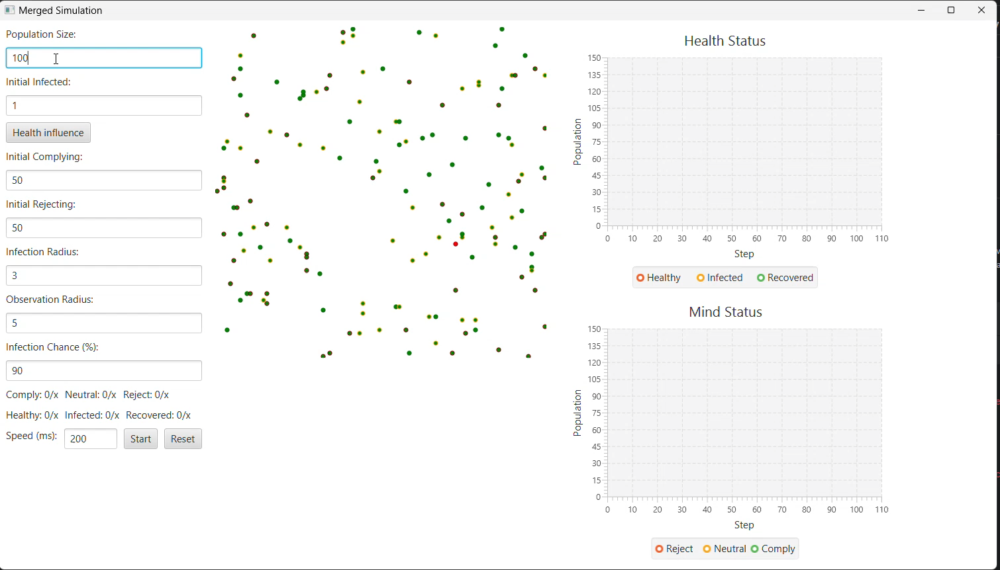 Merged Simulation
Population Size:
100
Initial Infected:
1
Health influence
Initial Complying:
50
Initial Rejecting:
50
Infection Radius:
3
Observation Radius:
5
Infection Chance (%):
90
Comply: 0/x Neutral: 0/x Reject: 0/x
Healthy: 0/x Infected: 0/x Recovered: 0/x
Speed (ms): 200 Start Reset
Health Status
150
135
120
105
90
75
60
45
30
15
0
Population
0 10 20 30 40 50 60 70 80 90 100 110
Step
Healthy Infected Recovered
Mind Status
150
135
120
105
90
75
60
45
30
15
0
Population
0 10 20 30 40 50 60 70 80 90 100 110
Step
Reject Neutral Comply